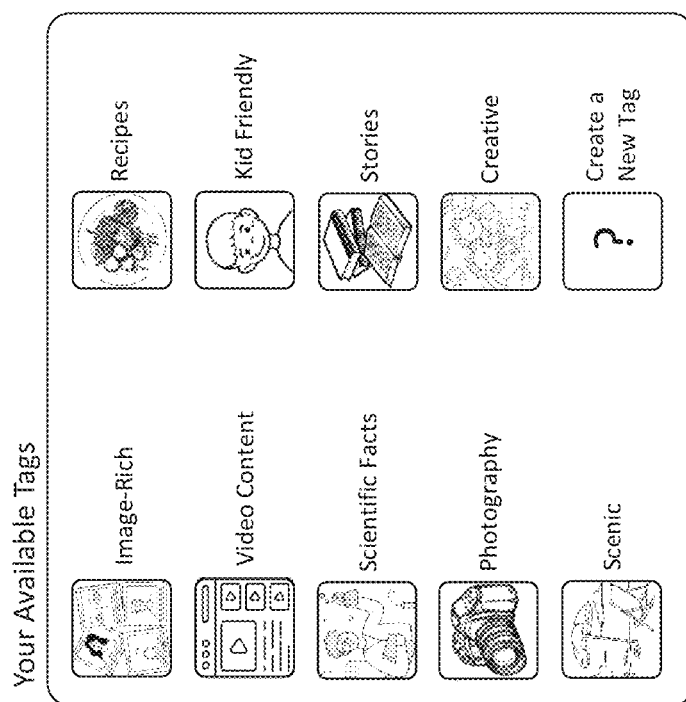 Your Available Tags
Image-Rich
Recipes
Video Content
Kid Friendly
Scientific Facts
Stories
Photography
Creative
Scenic
Create a
New Tag
?